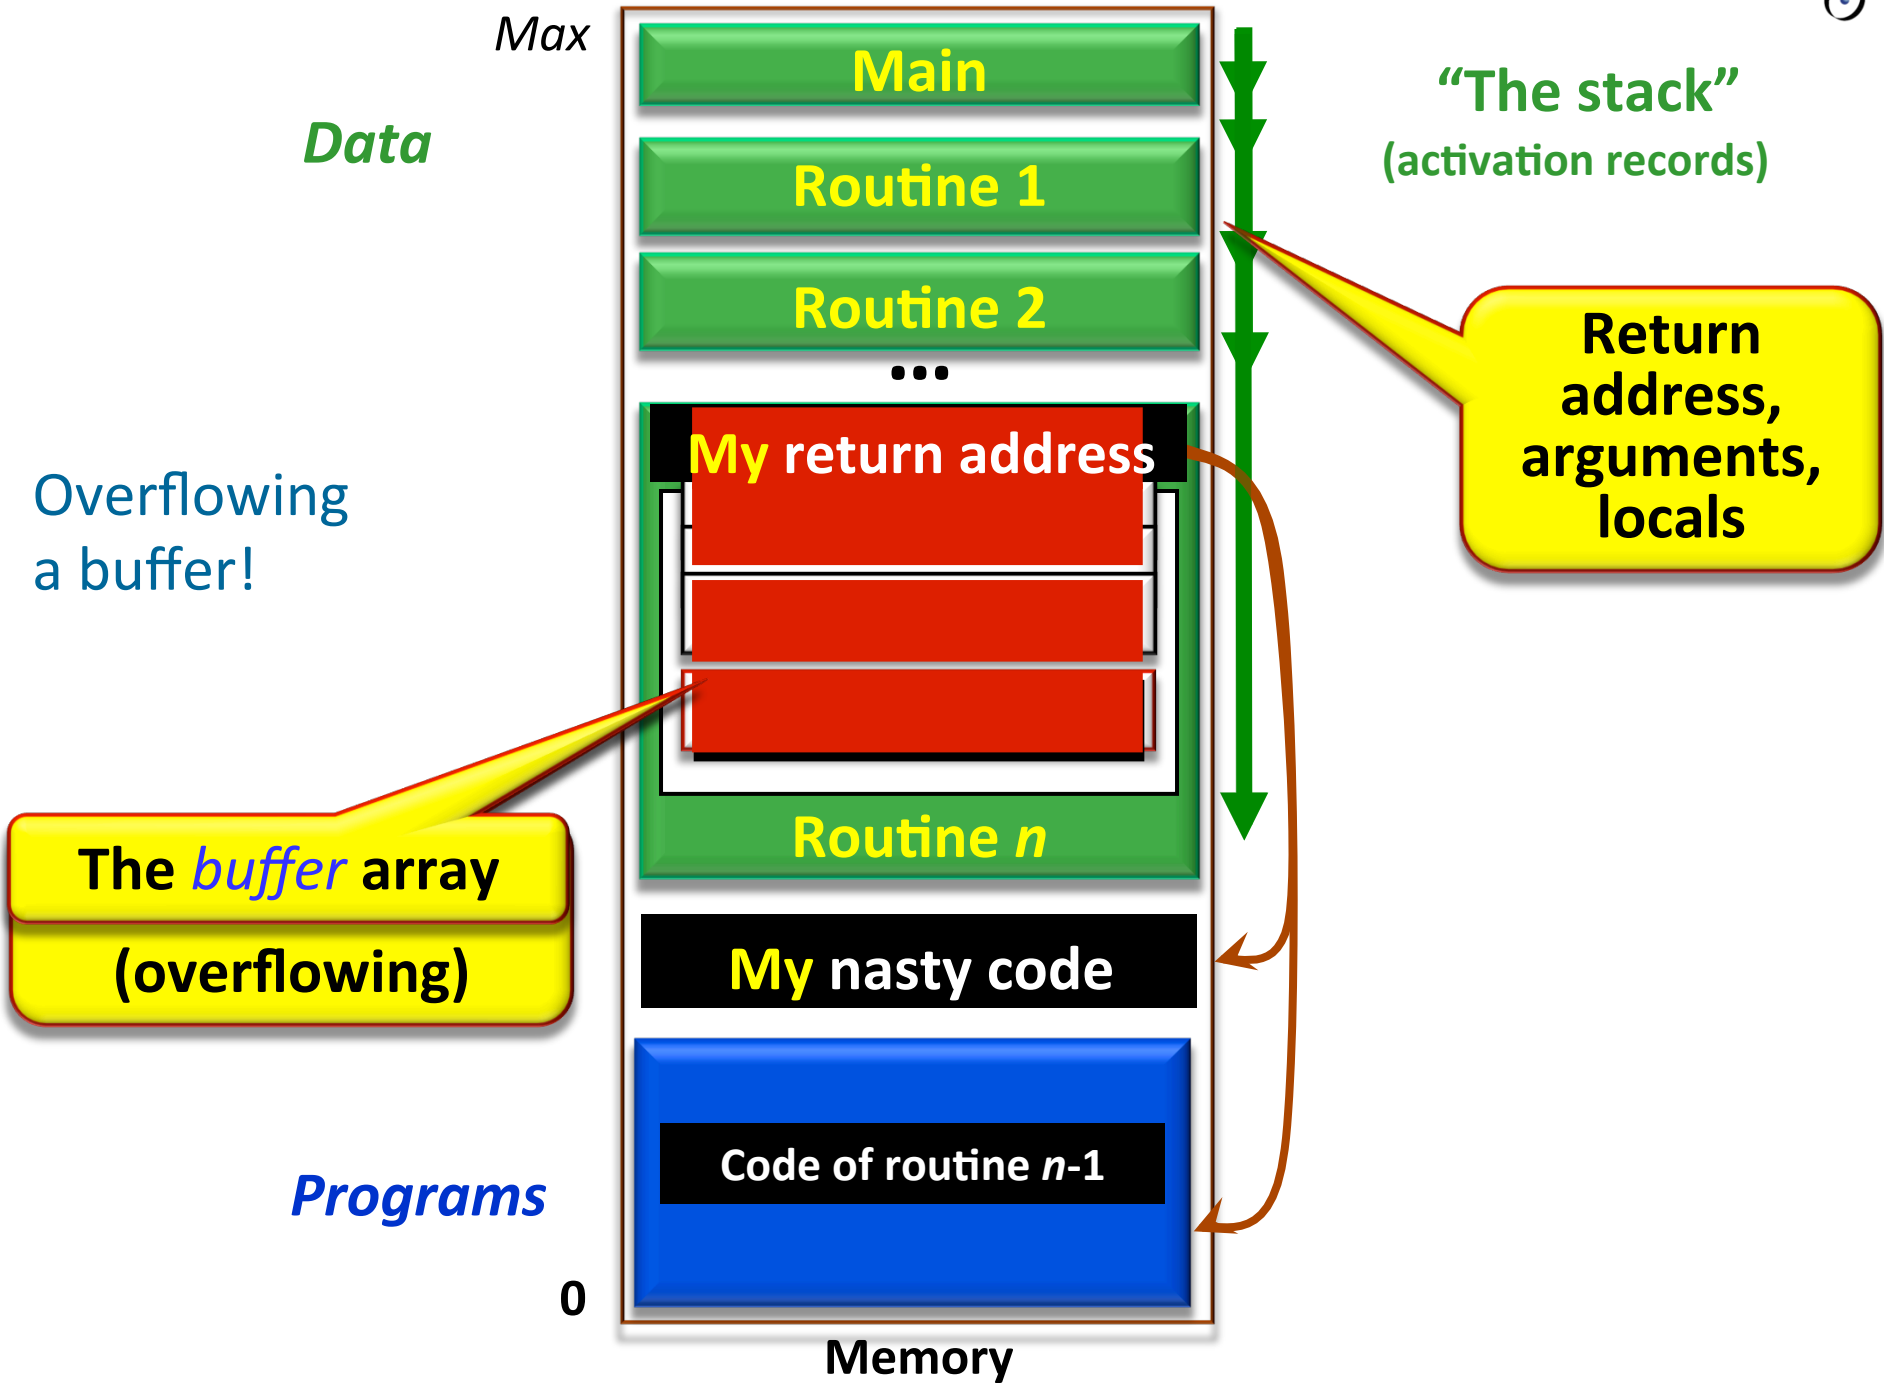 Max
Main
“The stack”
(activation records)
Data
Routine 1
Routine 2
...
Return
address,
arguments,
locals
My return address
Overflowing
a buffer!
Routine n
The buffer array
(overflowing)
My nasty code
Code of routine n-1
Programs
0
Memory